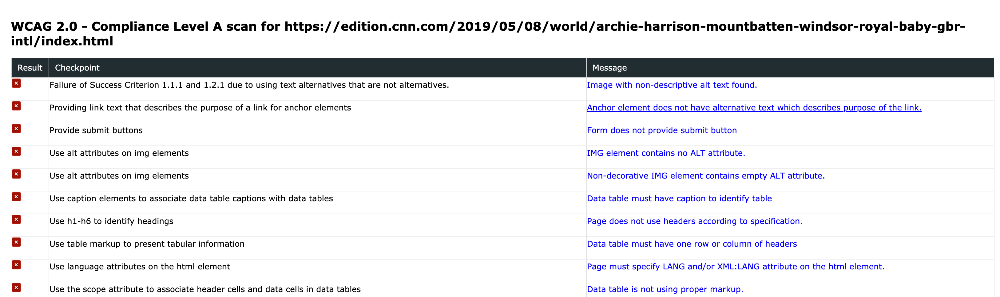 WCAG 2.0 - Compliance Level A scan for https://edition.cnn.com/2019/05/08/world/archie-harrison-mountbatten-windsor-royal-baby-gbr-
intl/index.html
Result Checkpoint Message
Failure of Success Criterion 1.1.1 and 1.2.1 due to using text alternatives that are not alternatives. Image with non-descriptive alt text found.
Providing link text that describes the purpose of a link for anchor elements Anchor element does not have alternative text which describes purpose of the link.
Provide submit buttons Form does not provide submit button
Use alt attributes on img elements IMG element contains no ALT attribute.
Use alt attributes on img elements Non-decorative IMG element contains empty ALT attribute.
Use caption elements to associate data table captions with data tables Data table must have caption to identify table
Use h1-h6 to identify headings Page does not use headers according to specification.
Use table markup to present tabular information Data table must have one row or column of headers
Use language attributes on the html element Page must specify LANG and/or XML:LANG attribute on the html element.
Use the scope attribute to associate header cells and data cells in data tables Data table is not using proper markup.